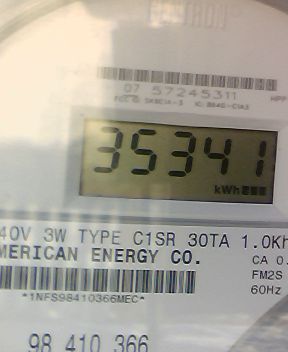 07 57245311
35341
kWh
40V 3W TYPE C1SR 30TA 1.0Kh
MERICAN ENERGY CO.
CA 0.
FM2S
*1NFS98410366MEC*
60Hz
98 410 366